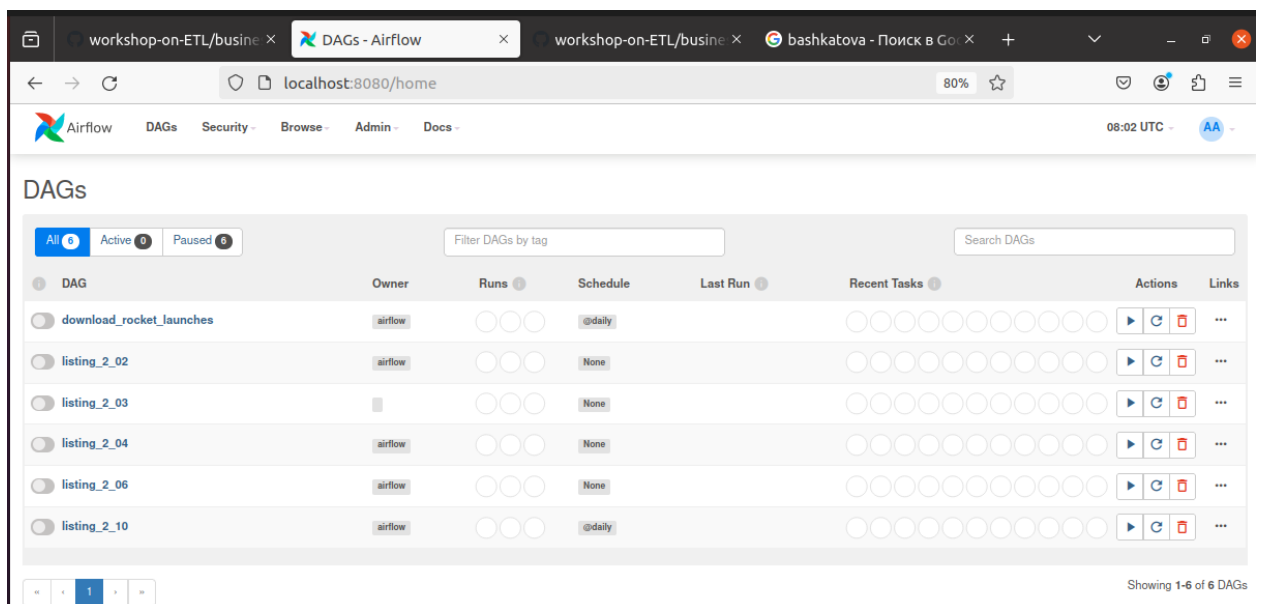 workshop-on-ETL/busine
DAGs - Airflow
workshop-on-ETL/busine
bashkatova - Поиск в Goo
localhost:8080/home
80%
Airflow
DAGs
Security
Browse
Admin
Docs
08:02 UTC
AA
DAGs
All 6
Active 0
Paused 6
Filter DAGs by tag
Search DAGs
DAG Owner Runs Schedule Last Run Recent Tasks Actions Links
download_rocket_launches airflow @daily
listing_2_02 airflow None
listing_2_03 None
listing_2_04 airflow None
listing_2_06 airflow None
listing_2_10 airflow @daily
« ‹ 1 › »
Showing 1-6 of 6 DAGs